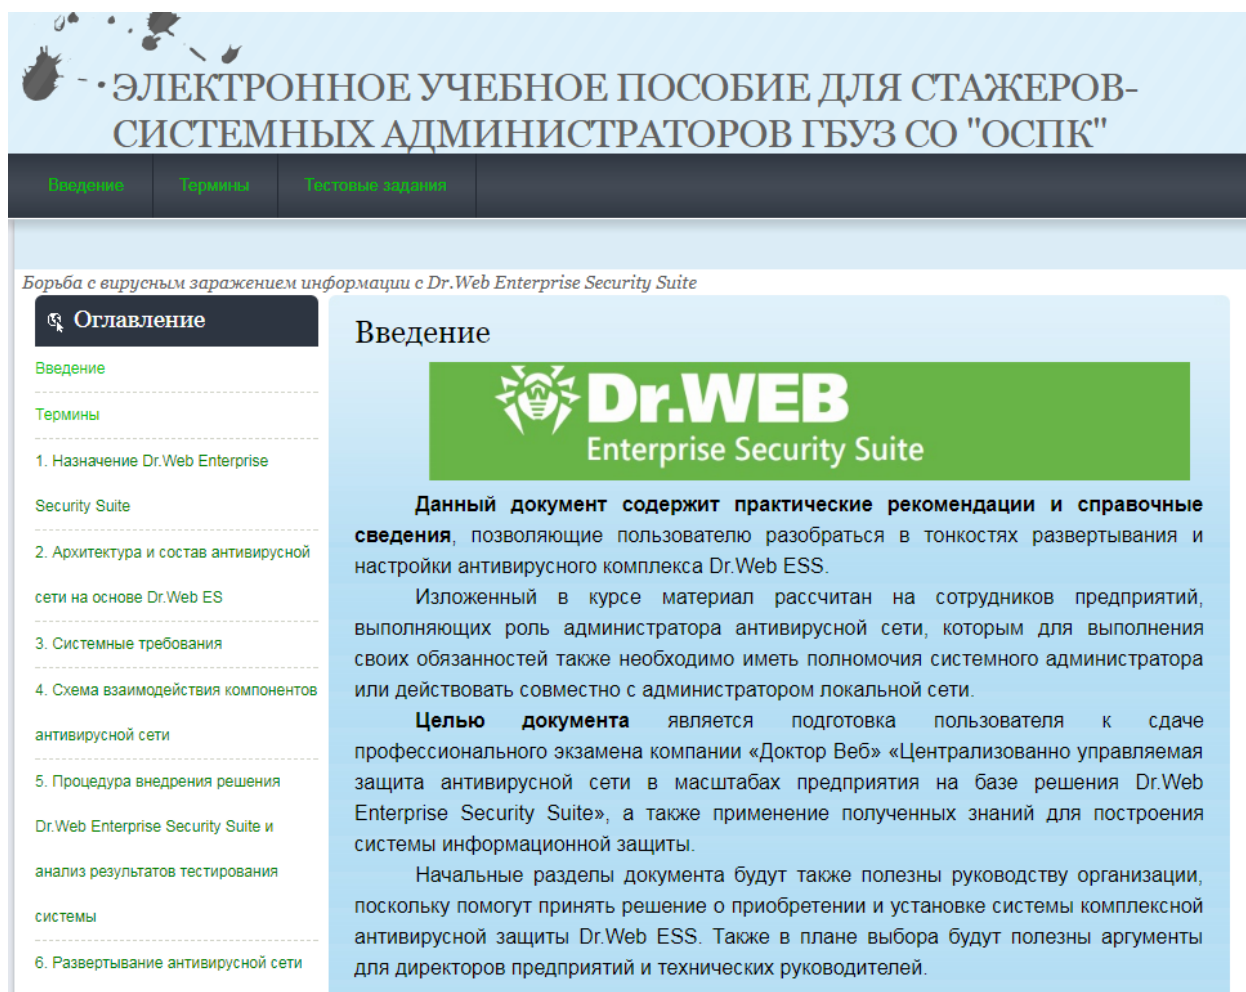 ЭЛЕКТРОННОЕ УЧЕБНОЕ ПОСОБИЕ ДЛЯ СТАЖЕРОВ-
СИСТЕМНЫХ АДМИНИСТРАТОРОВ ГБУЗ СО "ОСПК"
Введение
Термины
Тестовые задания
Борьба с вирусным заражением информации с Dr.Web Enterprise Security Suite
Оглавление
Введение
Термины
1. Назначение Dr.Web Enterprise
Security Suite
2. Архитектура и состав антивирусной
сети на основе Dr.Web ES
3. Системные требования
4. Схема взаимодействия компонентов
антивирусной сети
5. Процедура внедрения решения
Dr.Web Enterprise Security Suite и
анализ результатов тестирования
системы
6. Развертывание антивирусной сети
Введение
Dr.WEB
Enterprise Security Suite
Данный документ содержит практические рекомендации и справочные
сведения, позволяющие пользователю разобраться в тонкостях развертывания и
настройки антивирусного комплекса Dr.Web ESS.
Изложенный в курсе материал рассчитан на сотрудников предприятий,
выполняющих роль администратора антивирусной сети, которым для выполнения
своих обязанностей также необходимо иметь полномочия системного администратора
или действовать совместно с администратором локальной сети.
Целью документа является подготовка пользователя к сдаче
профессионального экзамена компании «Доктор Веб» «Централизованно управляемая
защита антивирусной сети в масштабах предприятия на базе решения Dr.Web
Enterprise Security Suite», а также применение полученных знаний для построения
системы информационной защиты.
Начальные разделы документа будут также полезны руководству организации,
поскольку помогут принять решение о приобретении и установке системы комплексной
антивирусной защиты Dr.Web ESS. Также в плане выбора будут полезны аргументы
для директоров предприятий и технических руководителей.